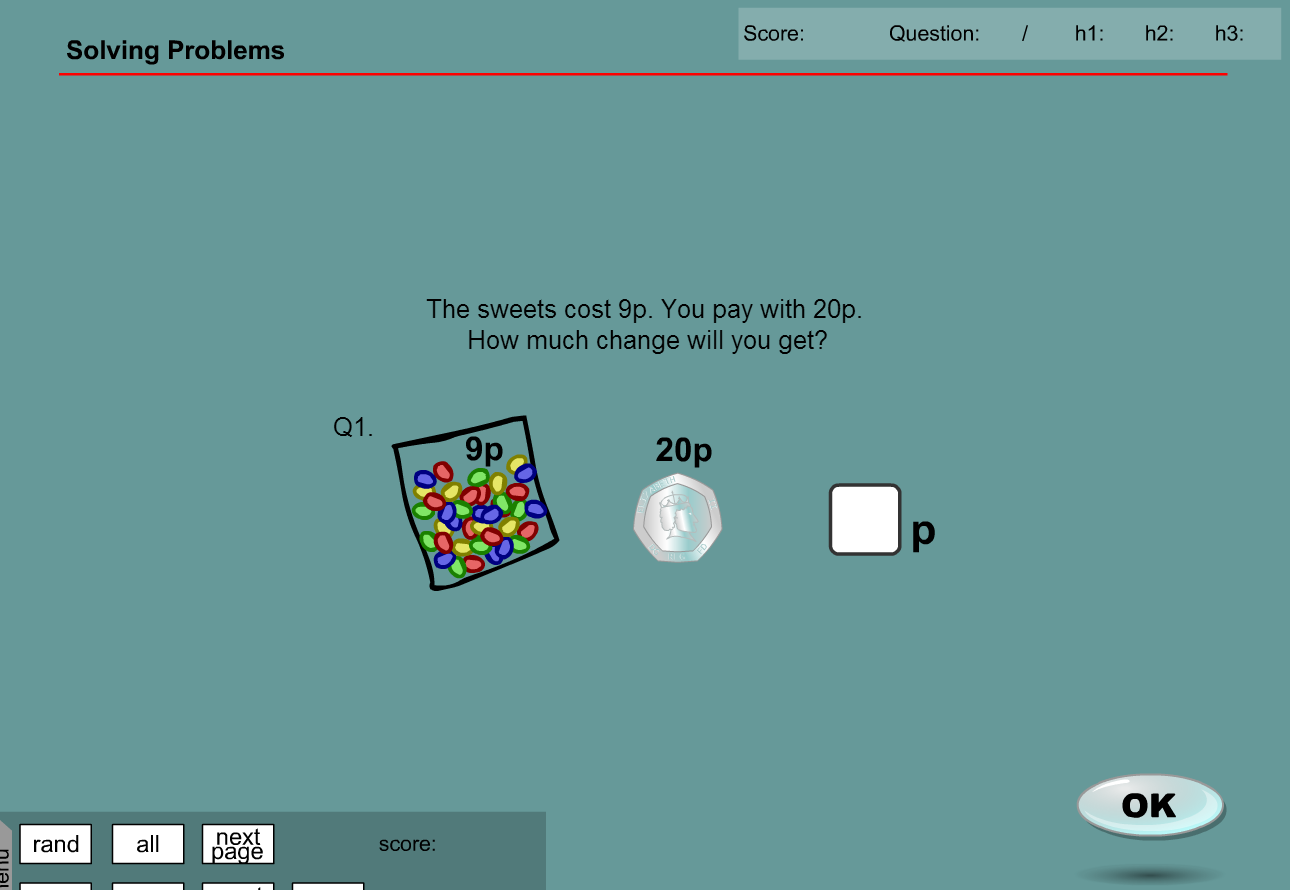 Solving Problems
Score: Question: / h1: h2: h3:
The sweets cost 9p. You pay with 20p.
How much change will you get?
Q1.
9p
20p
p
OK
rand
all
next
page
score: